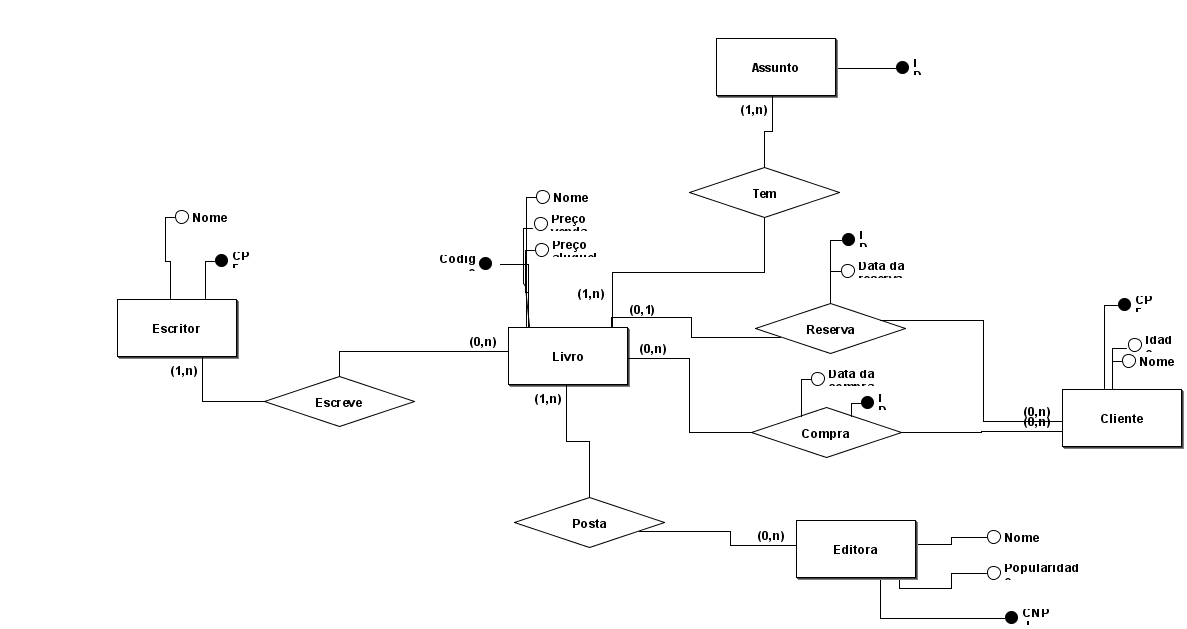 Assunto
ID
(1,n)
Tem
Nome
Preço
venda
Preço
aluguel
Codigo
(1,n)
(0,1)
ID
Data da
reserva
Reserva
Nome
CPF
Escritor
(1,n)
(0,n)
Escreve
Livro
(0,n)
(1,n)
Data da
compra
ID
Compra
CPF
Idade
Nome
(0,n)
(0,n)
Cliente
Posta
(0,n)
Editora
Nome
Popularidade
CNPJ